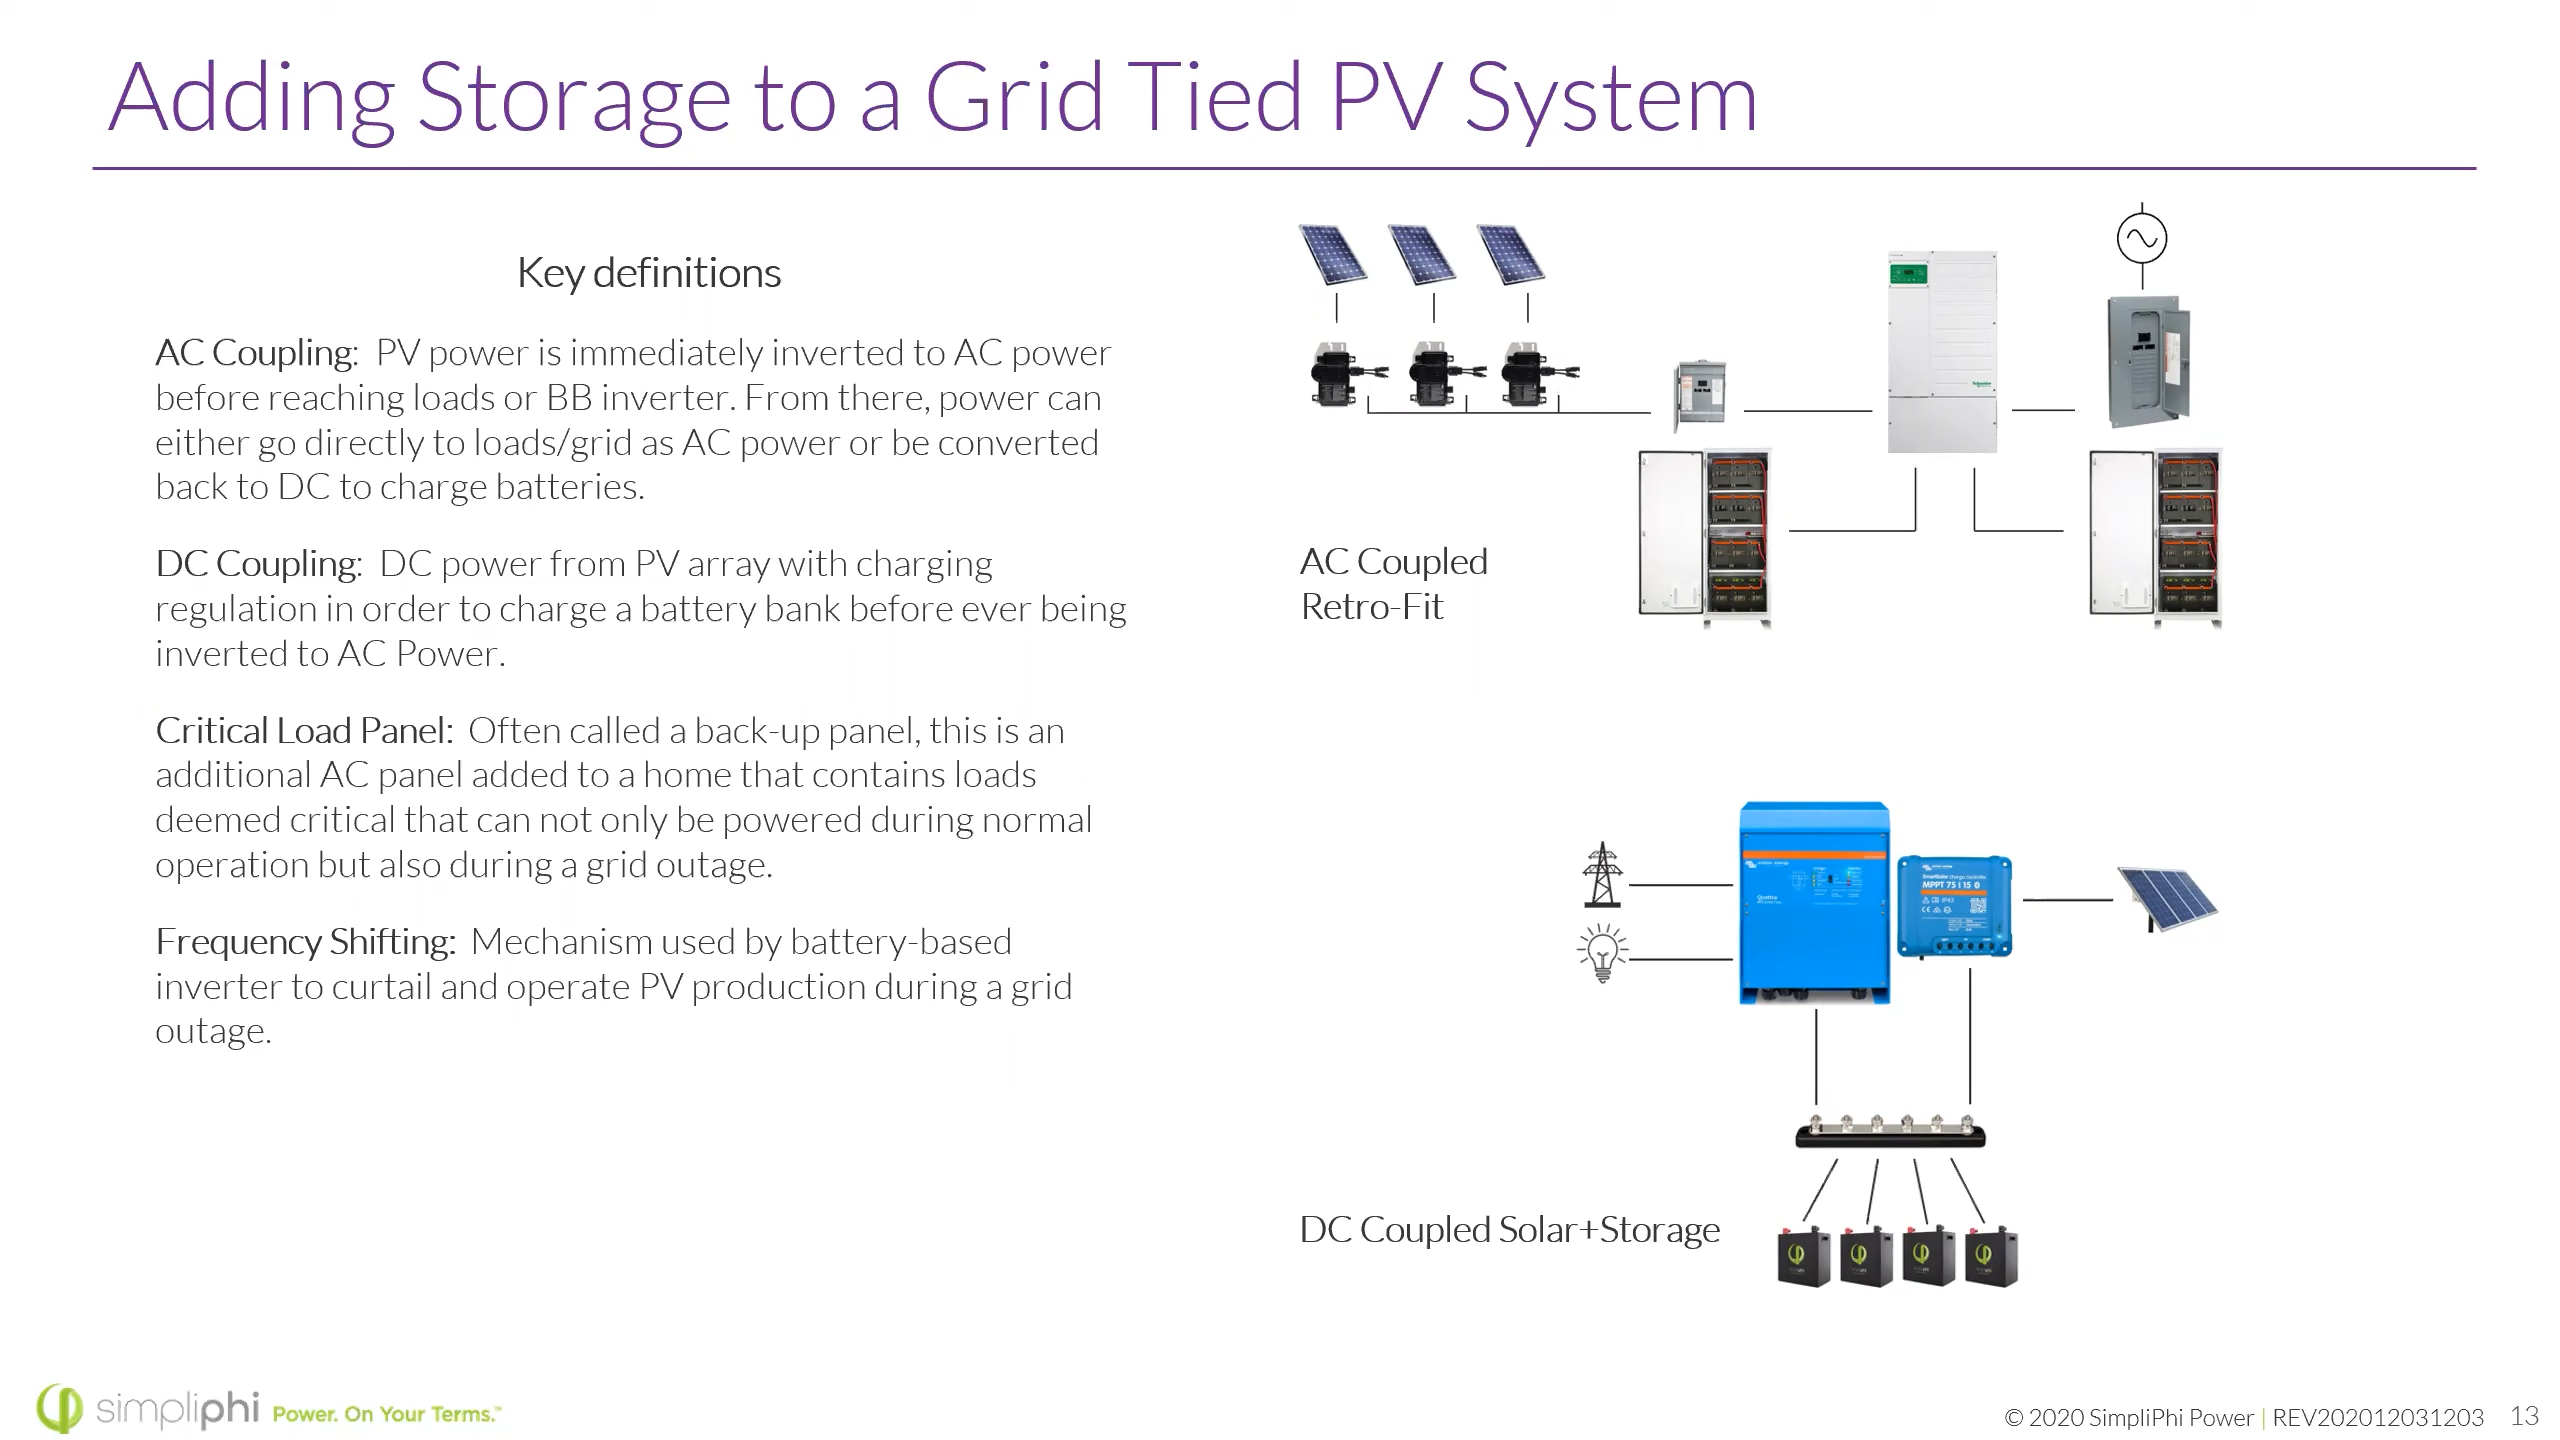 Adding Storage to a Grid Tied PV System
Key definitions
AC Coupling:  PV power is immediately inverted to AC power
before reaching loads or BB inverter. From there, power can
either go directly to loads/grid as AC power or be converted
back to DC to charge batteries.
DC Coupling:  DC power from PV array with charging
regulation in order to charge a battery bank before ever being
inverted to AC Power.
Critical Load Panel:  Often called a back-up panel, this is an
additional AC panel added to a home that contains loads
deemed critical that can not only be powered during normal
operation but also during a grid outage.
Frequency Shifting:  Mechanism used by battery-based
inverter to curtail and operate PV production during a grid
outage.
AC Coupled
Retro-Fit
MPPT 75 | 15
DC Coupled Solar+Storage
simpliphi Power. On Your Terms.™
© 2020 SimpliPhi Power | REV202012031203 13